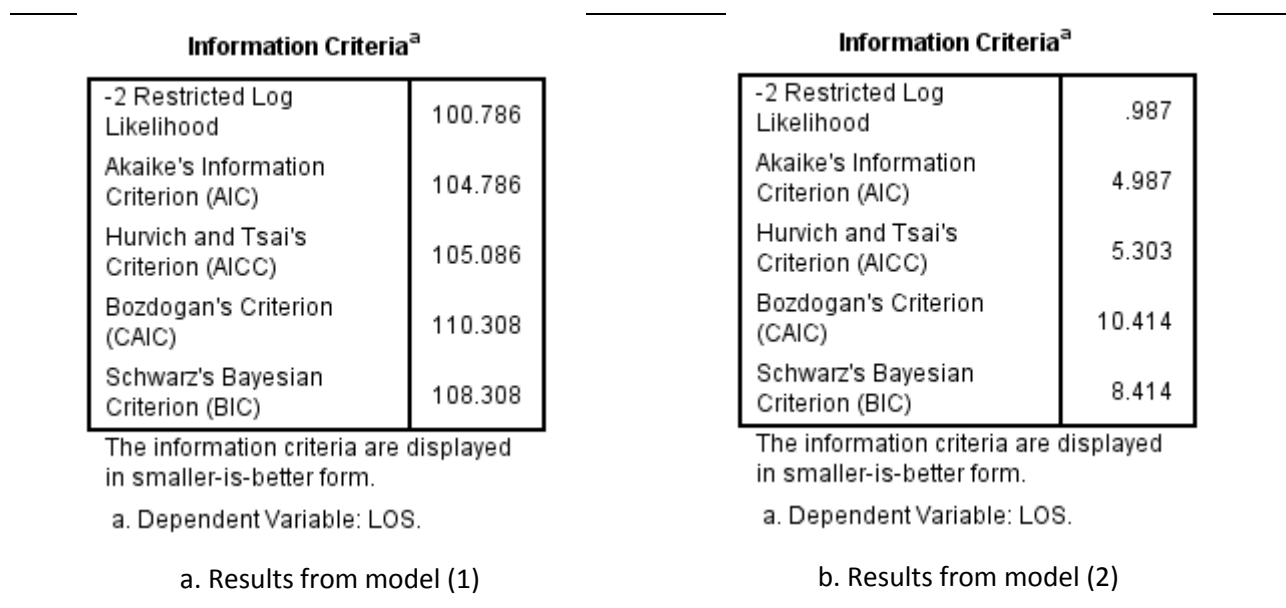 Information Criteriaᵃ
-2 Restricted Log
Likelihood
100.786
Akaike's Information
Criterion (AIC)
104.786
Hurvich and Tsai's
Criterion (AICC)
105.086
Bozdogan's Criterion
(CAIC)
110.308
Schwarz's Bayesian
Criterion (BIC)
108.308
The information criteria are displayed
in smaller-is-better form.
a. Dependent Variable: LOS.
a. Results from model (1)
Information Criteriaᵃ
-2 Restricted Log
Likelihood
.987
Akaike's Information
Criterion (AIC)
4.987
Hurvich and Tsai's
Criterion (AICC)
5.303
Bozdogan's Criterion
(CAIC)
10.414
Schwarz's Bayesian
Criterion (BIC)
8.414
The information criteria are displayed
in smaller-is-better form.
a. Dependent Variable: LOS.
b. Results from model (2)